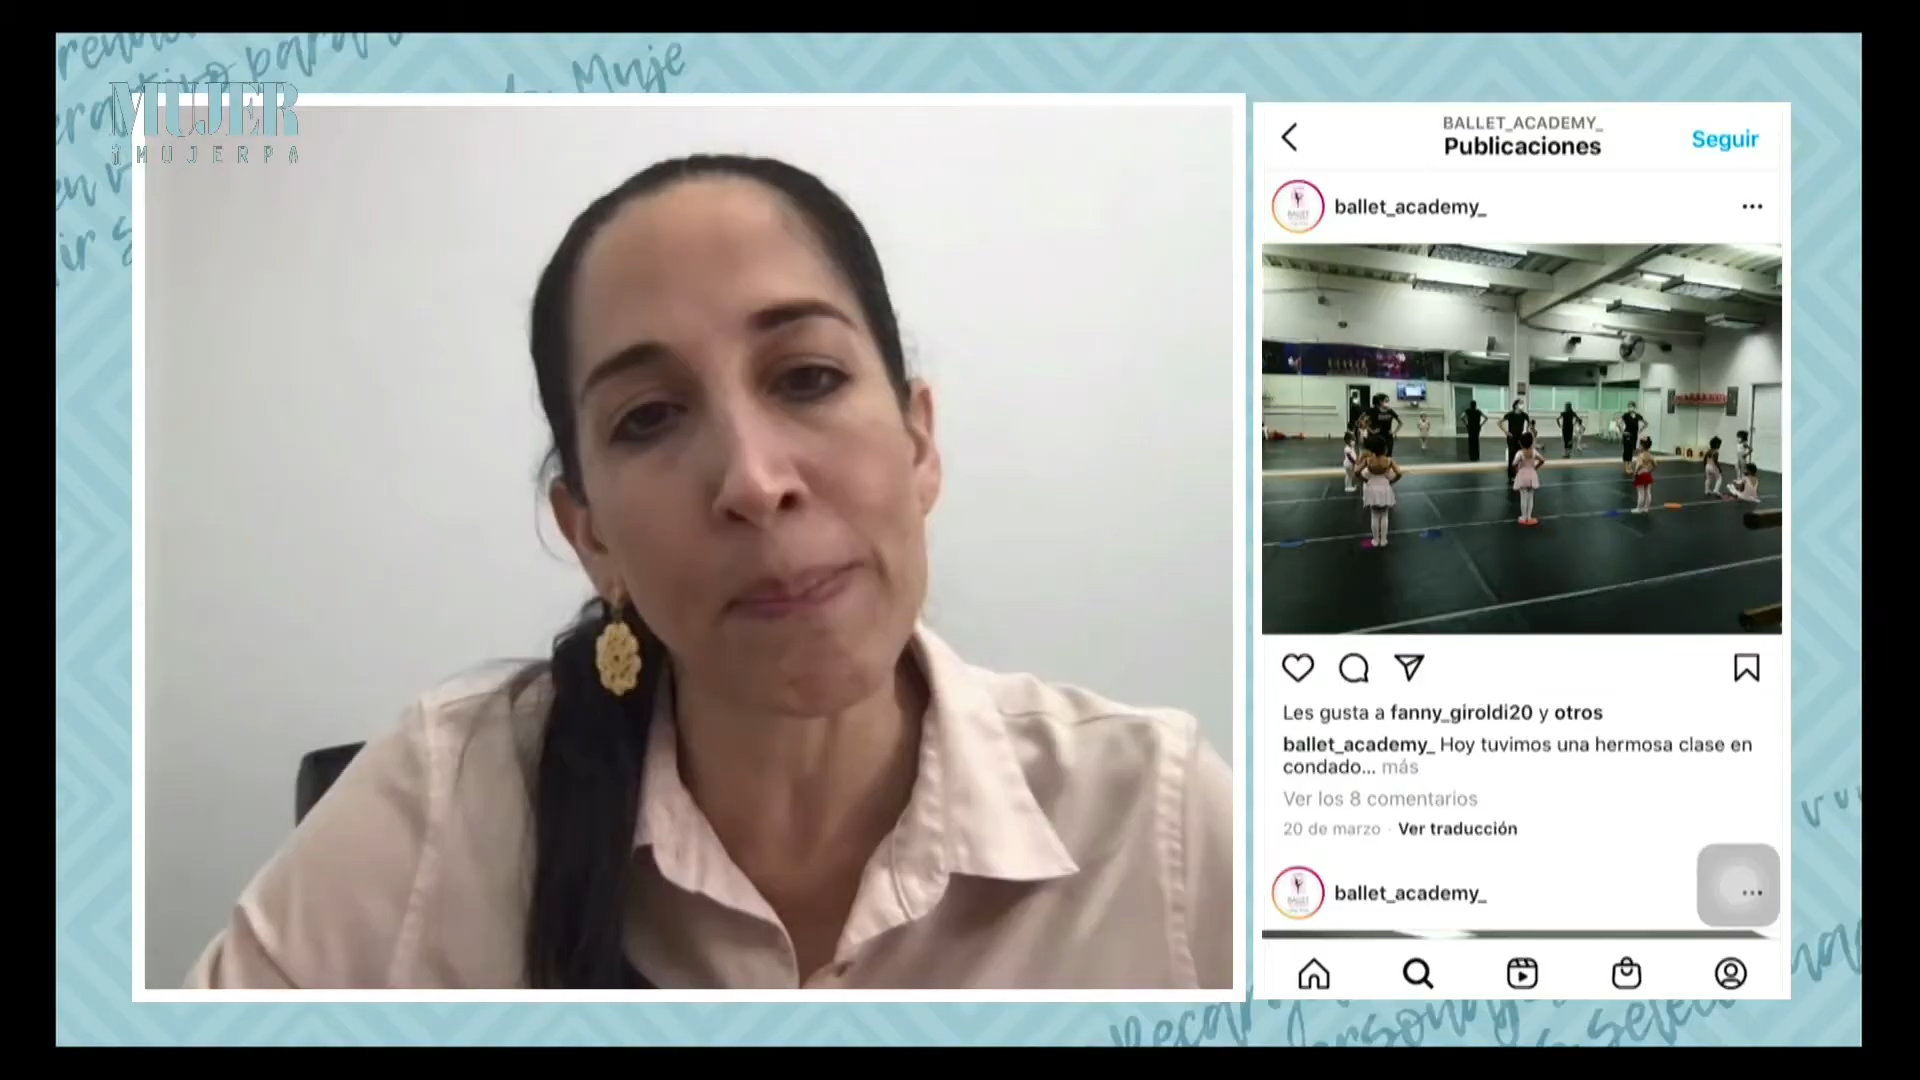 Muje
MUJER
MUJERPA
BALLET_ACADEMY_
Publicaciones
Seguir
ballet_academy_
Les gusta a fanny_giroldi20 y otros
ballet_academy_ Hoy tuvimos una hermosa clase en
condado... más
Ver los 8 comentarios
20 de marzo · Ver traducción
ballet_academy_